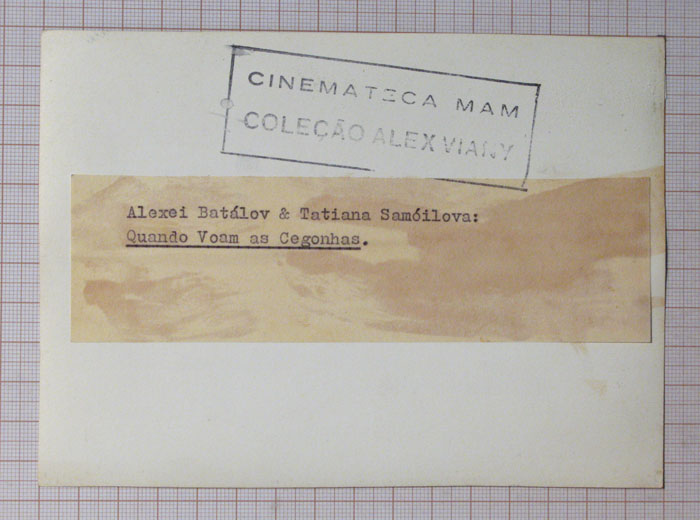 CINEMATECA MAM
COLEÇÃO ALEX VIANY
Alexei Batálov & Tatiana Samóilova:
Quando Voam as Cegonhas.